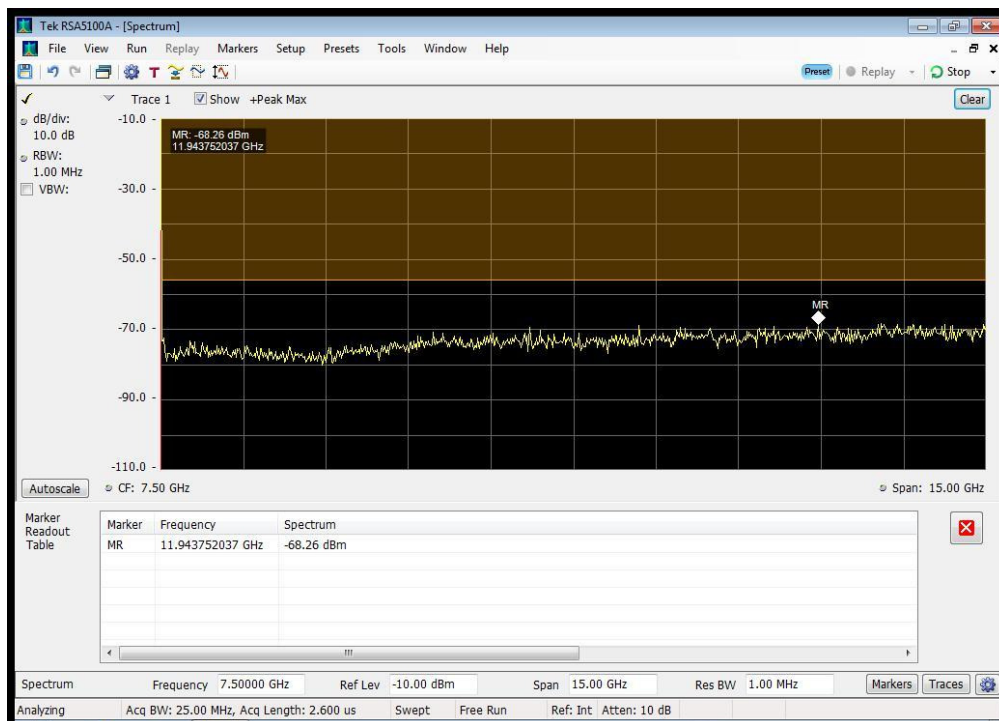 Tek RSA5100A - [Spectrum]
File View Run Replay Markers Setup Presets Tools Window Help
T Preset Replay Stop
Trace 1 Show +Peak Max Clear
dB/div:
10.0 dB
RBW:
1.00 MHz
VBW:
-10.0
-30.0
-50.0
-70.0
-90.0
-110.0
MR: -68.26 dBm
11.943752037 GHz
MR
Autoscale CF: 7.50 GHz Span: 15.00 GHz
Marker
Readout
Table
Marker Frequency Spectrum
MR 11.943752037 GHz -68.26 dBm
Spectrum Frequency 7.50000 GHz Ref Lev -10.00 dBm Span 15.00 GHz Res BW 1.00 MHz Markers Traces
Analyzing Acq BW: 25.00 MHz, Acq Length: 2.600 us Swept Free Run Ref: Int Atten: 10 dB